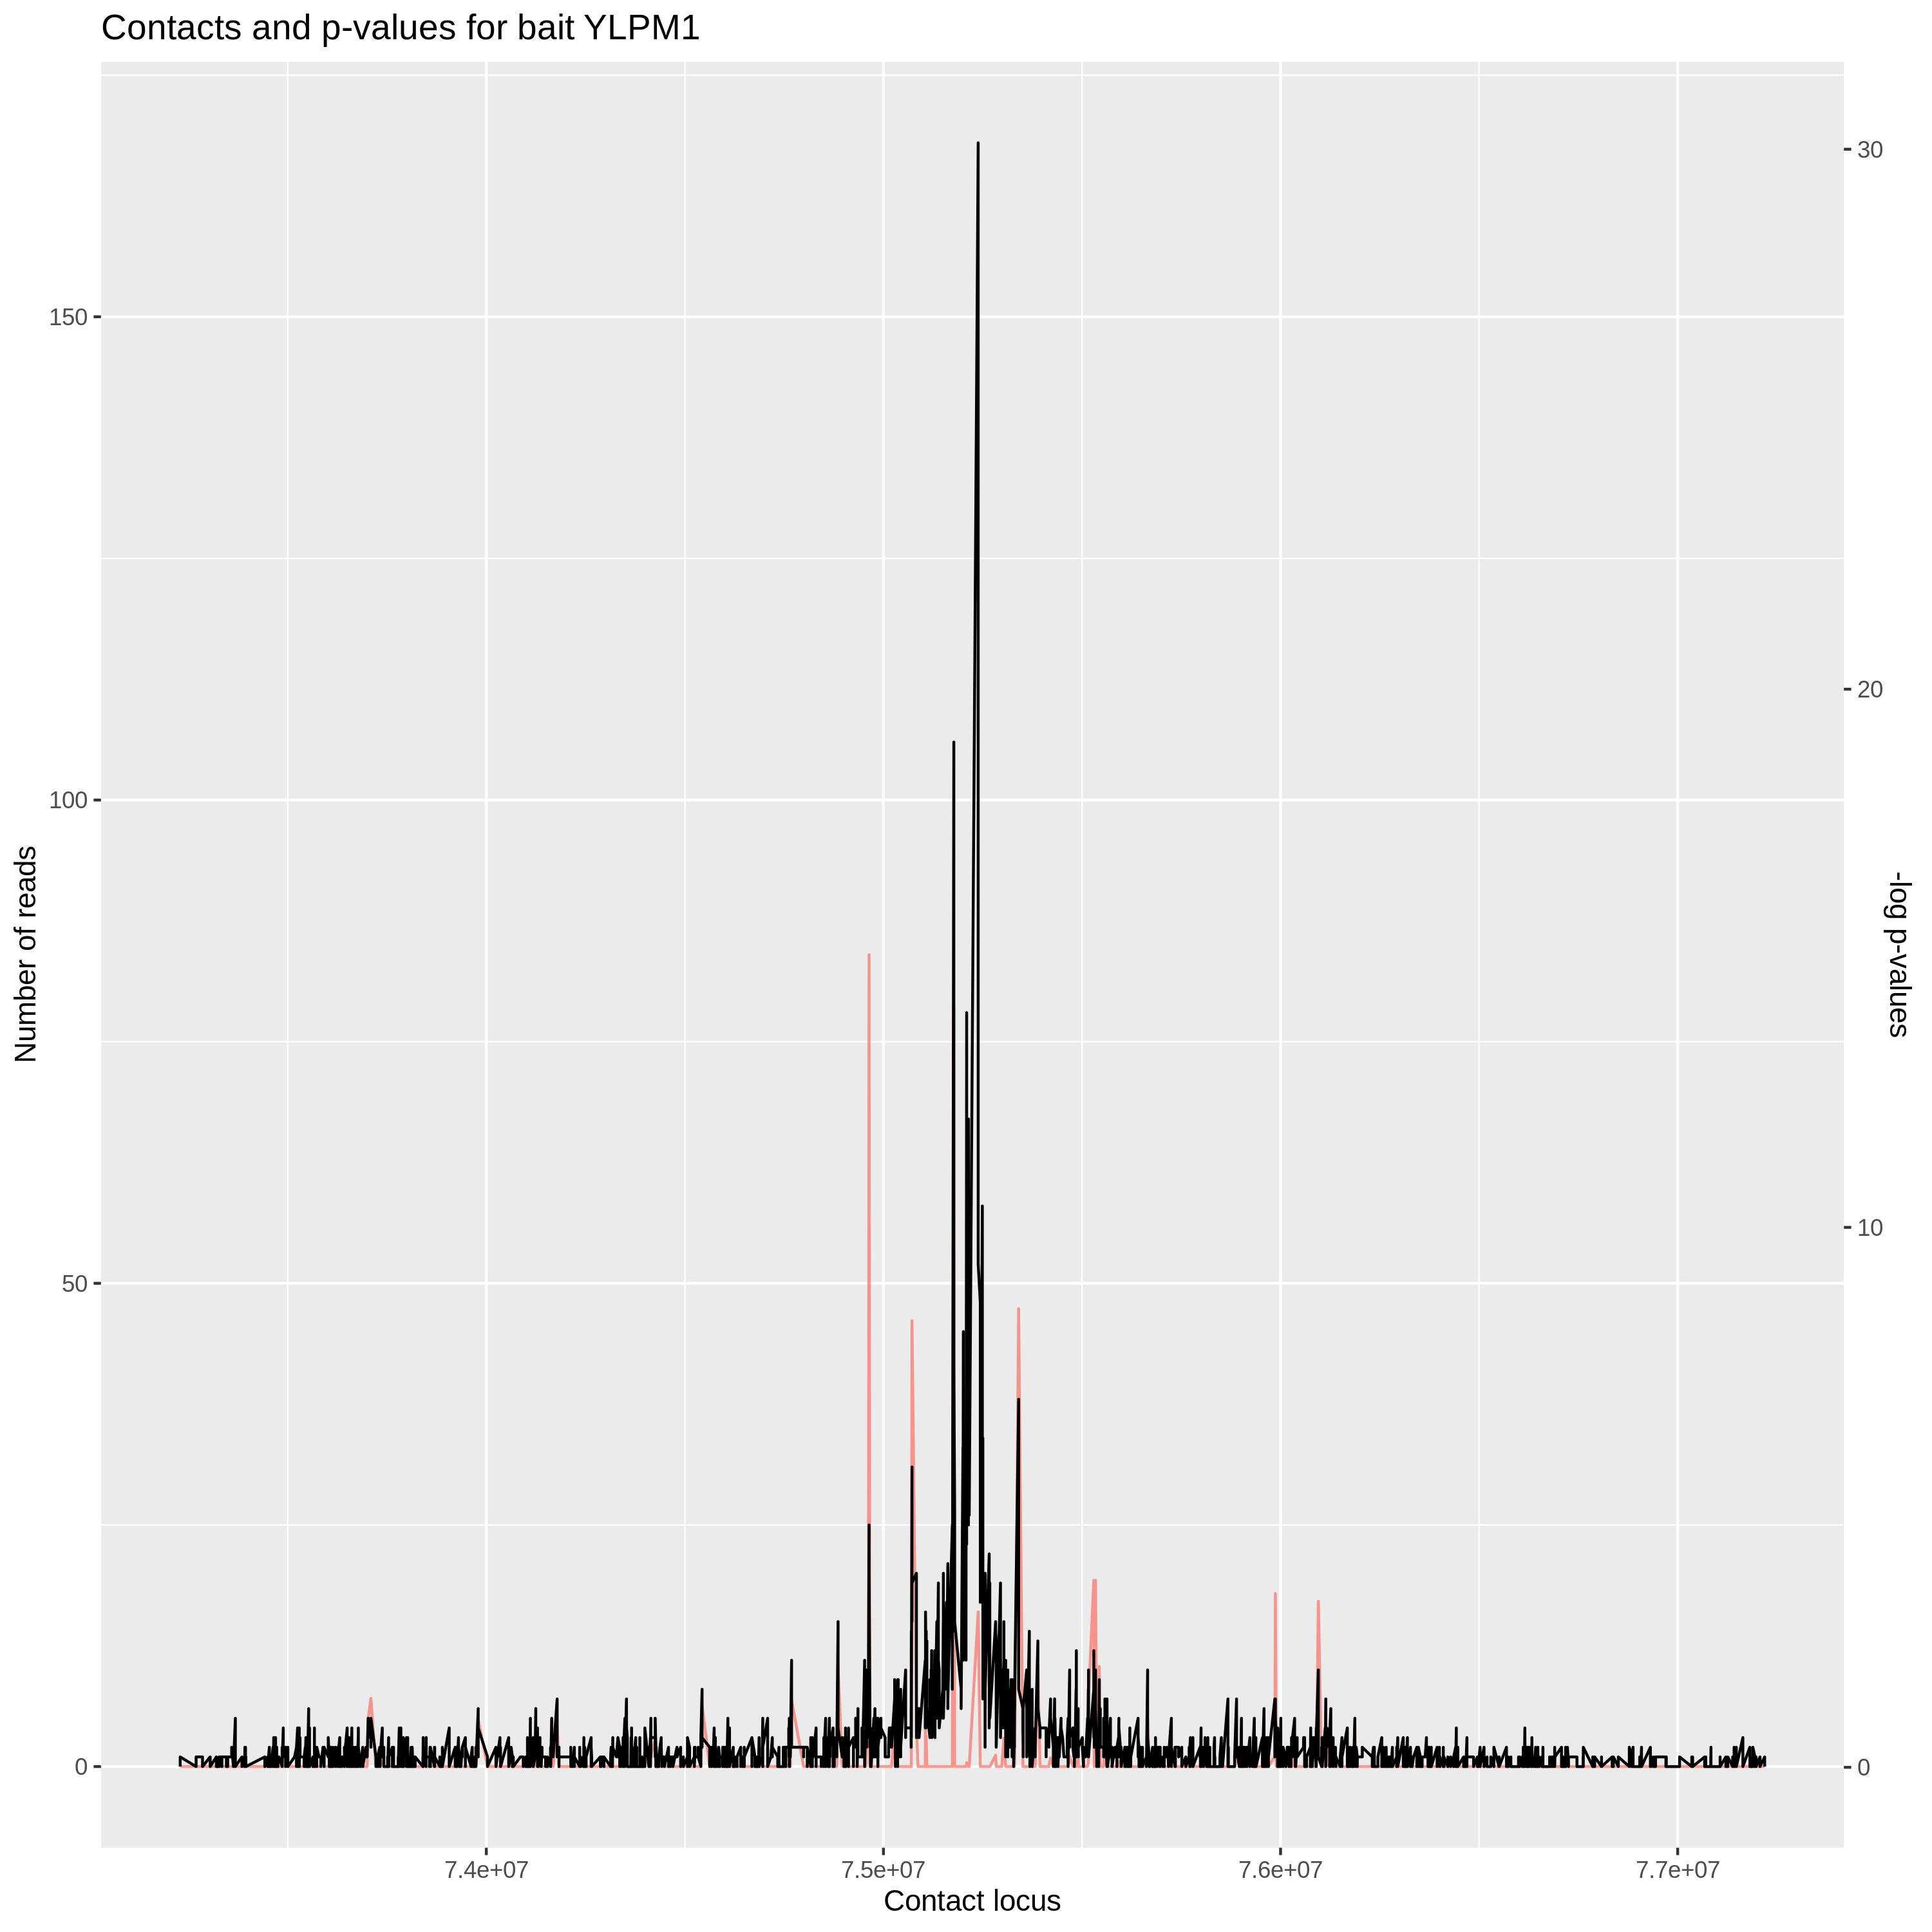 Contacts and p-values for bait YLPM1
Number of reads
150
100
50
0
30
20
10
0
-log p-values
7.4e+07
7.5e+07
7.6e+07
7.7e+07
Contact locus